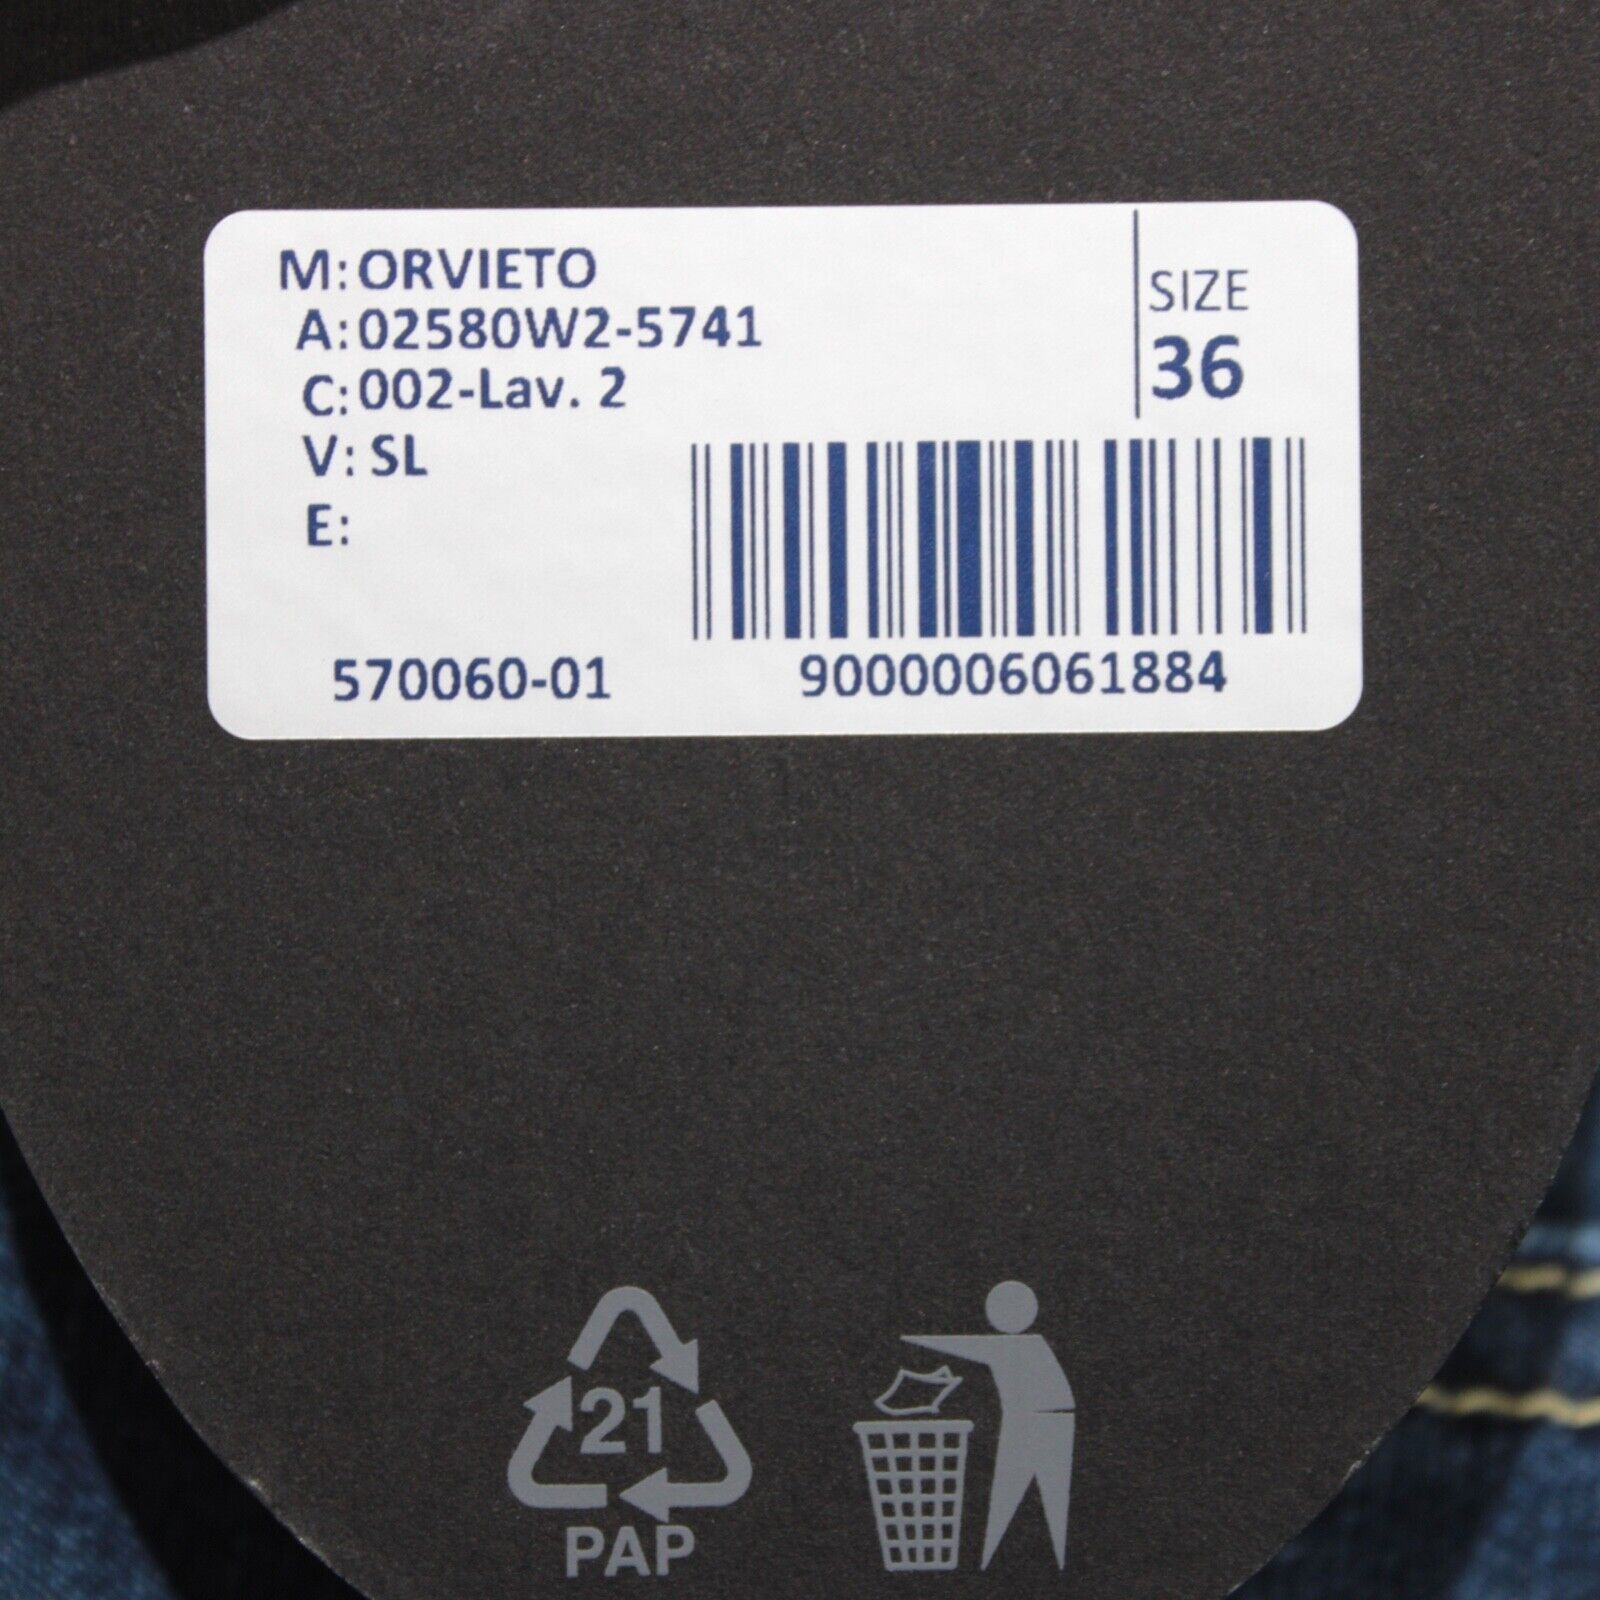 M: ORVIETO
A: 02580W2-5741
C: 002-Lav. 2
V: SL
E:
SIZE
36
570060-01
9000006061884
21
PAP